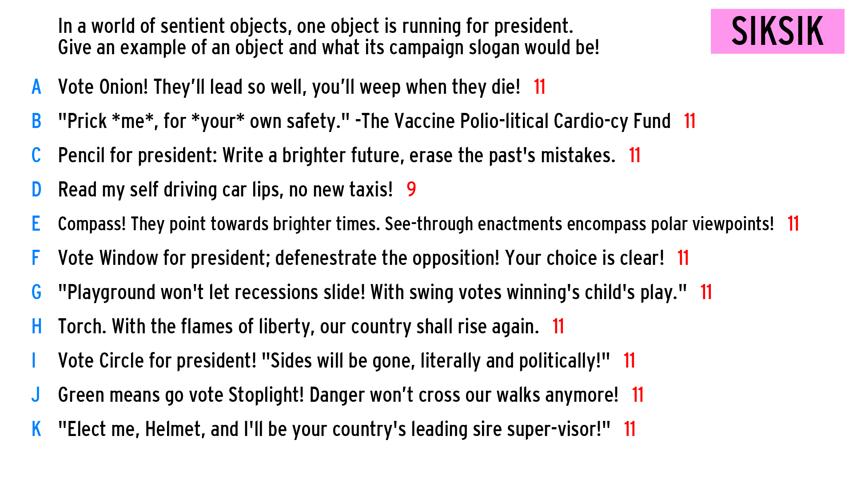 In a world of sentient objects, one object is running for president.
Give an example of an object and what its campaign slogan would be!
SIKSIK
A Vote Onion! They’ll lead so well, you’ll weep when they die! 11
B "Prick *me*, for *your* own safety." -The Vaccine Polio-litical Cardio-cy Fund 11
C Pencil for president: Write a brighter future, erase the past's mistakes. 11
D Read my self driving car lips, no new taxis! 9
E Compass! They point towards brighter times. See-through enactments encompass polar viewpoints! 11
F Vote Window for president; defenestrate the opposition! Your choice is clear! 11
G "Playground won't let recessions slide! With swing votes winning's child's play." 11
H Torch. With the flames of liberty, our country shall rise again. 11
I Vote Circle for president! "Sides will be gone, literally and politically!" 11
J Green means go vote Stoplight! Danger won’t cross our walks anymore! 11
K "Elect me, Helmet, and I'll be your country's leading sire super-visor!" 11